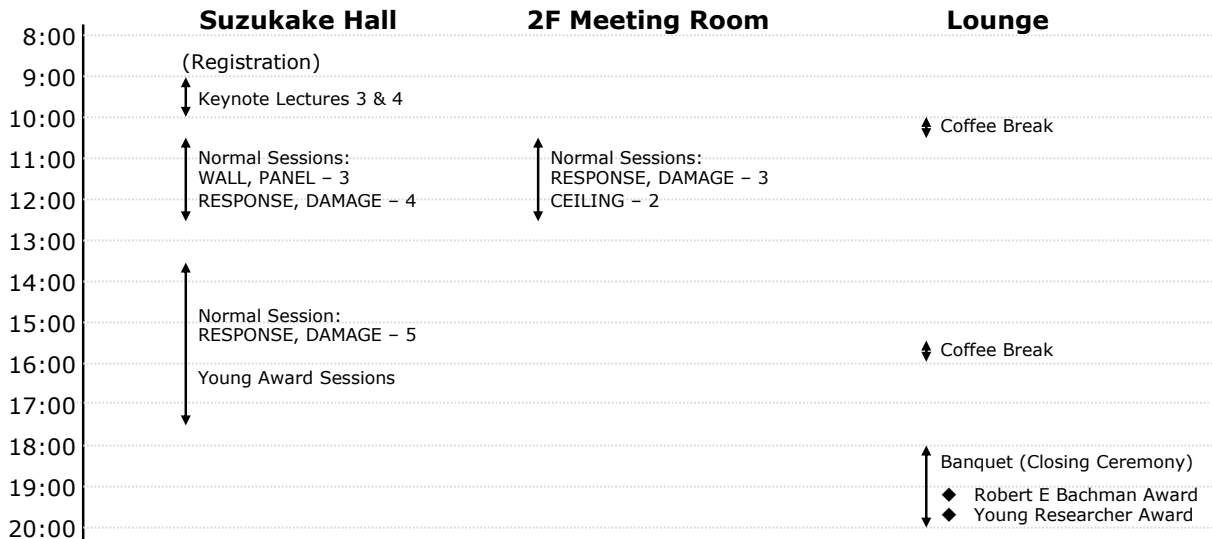 Suzukake Hall 2F Meeting Room Lounge
8:00
(Registration)
9:00
Keynote Lectures 3 & 4
10:00
Coffee Break
11:00
Normal Sessions:
WALL, PANEL – 3
RESPONSE, DAMAGE – 4
Normal Sessions:
RESPONSE, DAMAGE – 3
CEILING – 2
12:00
13:00
14:00
Normal Session:
15:00
RESPONSE, DAMAGE – 5
Coffee Break
16:00
Young Award Sessions
17:00
18:00
Banquet (Closing Ceremony)
19:00
◆ Robert E Bachman Award
◆ Young Researcher Award
20:00